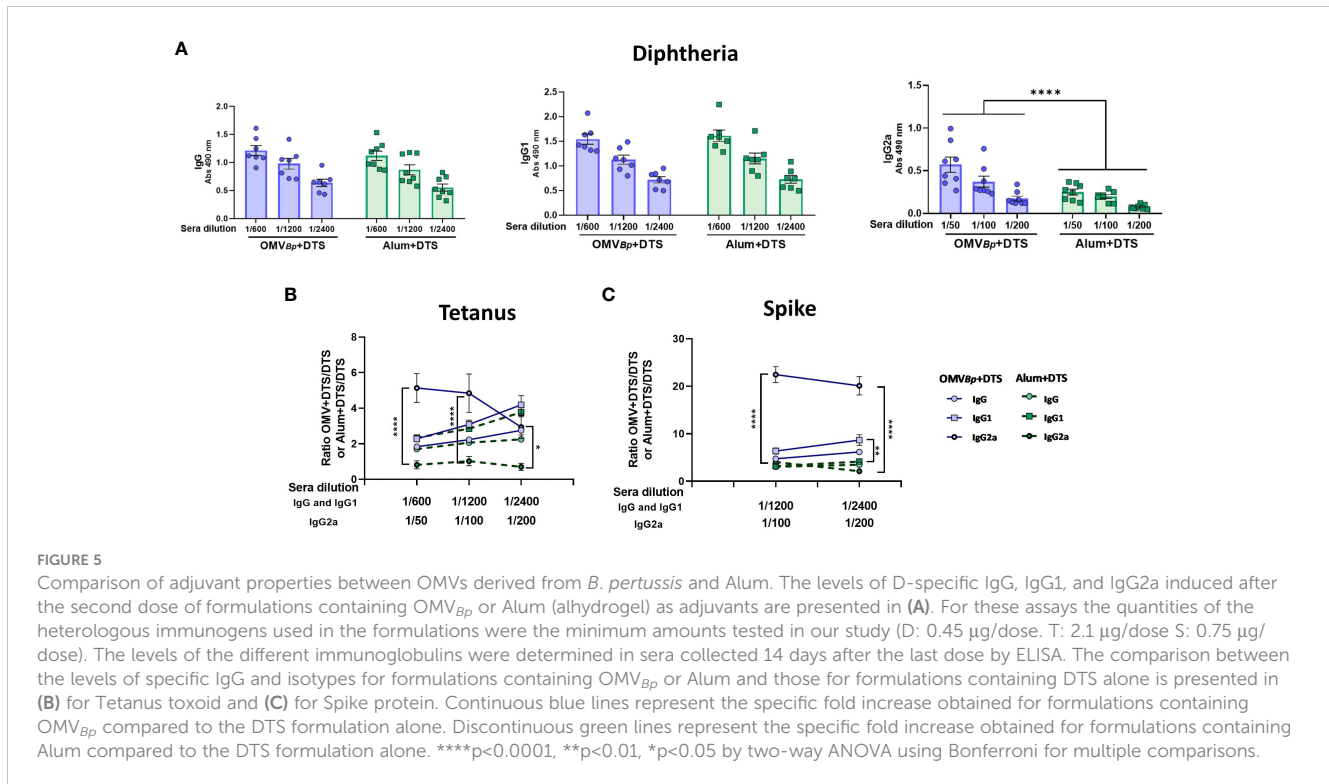 A
Diphtheria
IgG
Abs 490 nm
2.0
1.5
1.0
0.5
0.0
Sera dilution 1/600 1/1200 1/2400 1/600 1/1200 1/2400
OMVBp+DTS Alum+DTS
IgG1
Abs 490 nm
2.5
2.0
1.5
1.0
0.5
0.0
Sera dilution 1/600 1/1200 1/2400 1/600 1/1200 1/2400
OMVBp+DTS Alum+DTS
IgG2a
Abs 490 nm
1.5
1.0
0.5
0.0
****
Sera dilution 1/50 1/100 1/200 1/50 1/100 1/200
OMVBp+DTS Alum+DTS
B
Tetanus
Ratio OMV+DTS/DTS
or Alum+DTS/DTS
8
6
4
2
0
****
****
*
Sera dilution
IgG and IgG1 1/600 1/1200 1/2400
IgG2a 1/50 1/100 1/200
C
Spike
Ratio OMV+DTS/DTS
or Alum+DTS/DTS
30
20
10
0
****
**
****
Sera dilution
IgG and IgG1 1/1200 1/2400
IgG2a 1/100 1/200
OMVBp+DTS Alum+DTS
IgG IgG
IgG1 IgG1
IgG2a IgG2a
FIGURE 5
Comparison of adjuvant properties between OMVs derived from B. pertussis and Alum. The levels of D-specific IgG, IgG1, and IgG2a induced after
the second dose of formulations containing OMVBp or Alum (alhydrogel) as adjuvants are presented in (A). For these assays the quantities of the
heterologous immunogens used in the formulations were the minimum amounts tested in our study (D: 0.45 µg/dose. T: 2.1 µg/dose S: 0.75 µg/
dose). The levels of the different immunoglobulins were determined in sera collected 14 days after the last dose by ELISA. The comparison between
the levels of specific IgG and isotypes for formulations containing OMVBp or Alum and those for formulations containing DTS alone is presented in
(B) for Tetanus toxoid and (C) for Spike protein. Continuous blue lines represent the specific fold increase obtained for formulations containing
OMVBp compared to the DTS formulation alone. Discontinuous green lines represent the specific fold increase obtained for formulations containing
Alum compared to the DTS formulation alone. ****p<0.0001, **p<0.01, *p<0.05 by two-way ANOVA using Bonferroni for multiple comparisons.